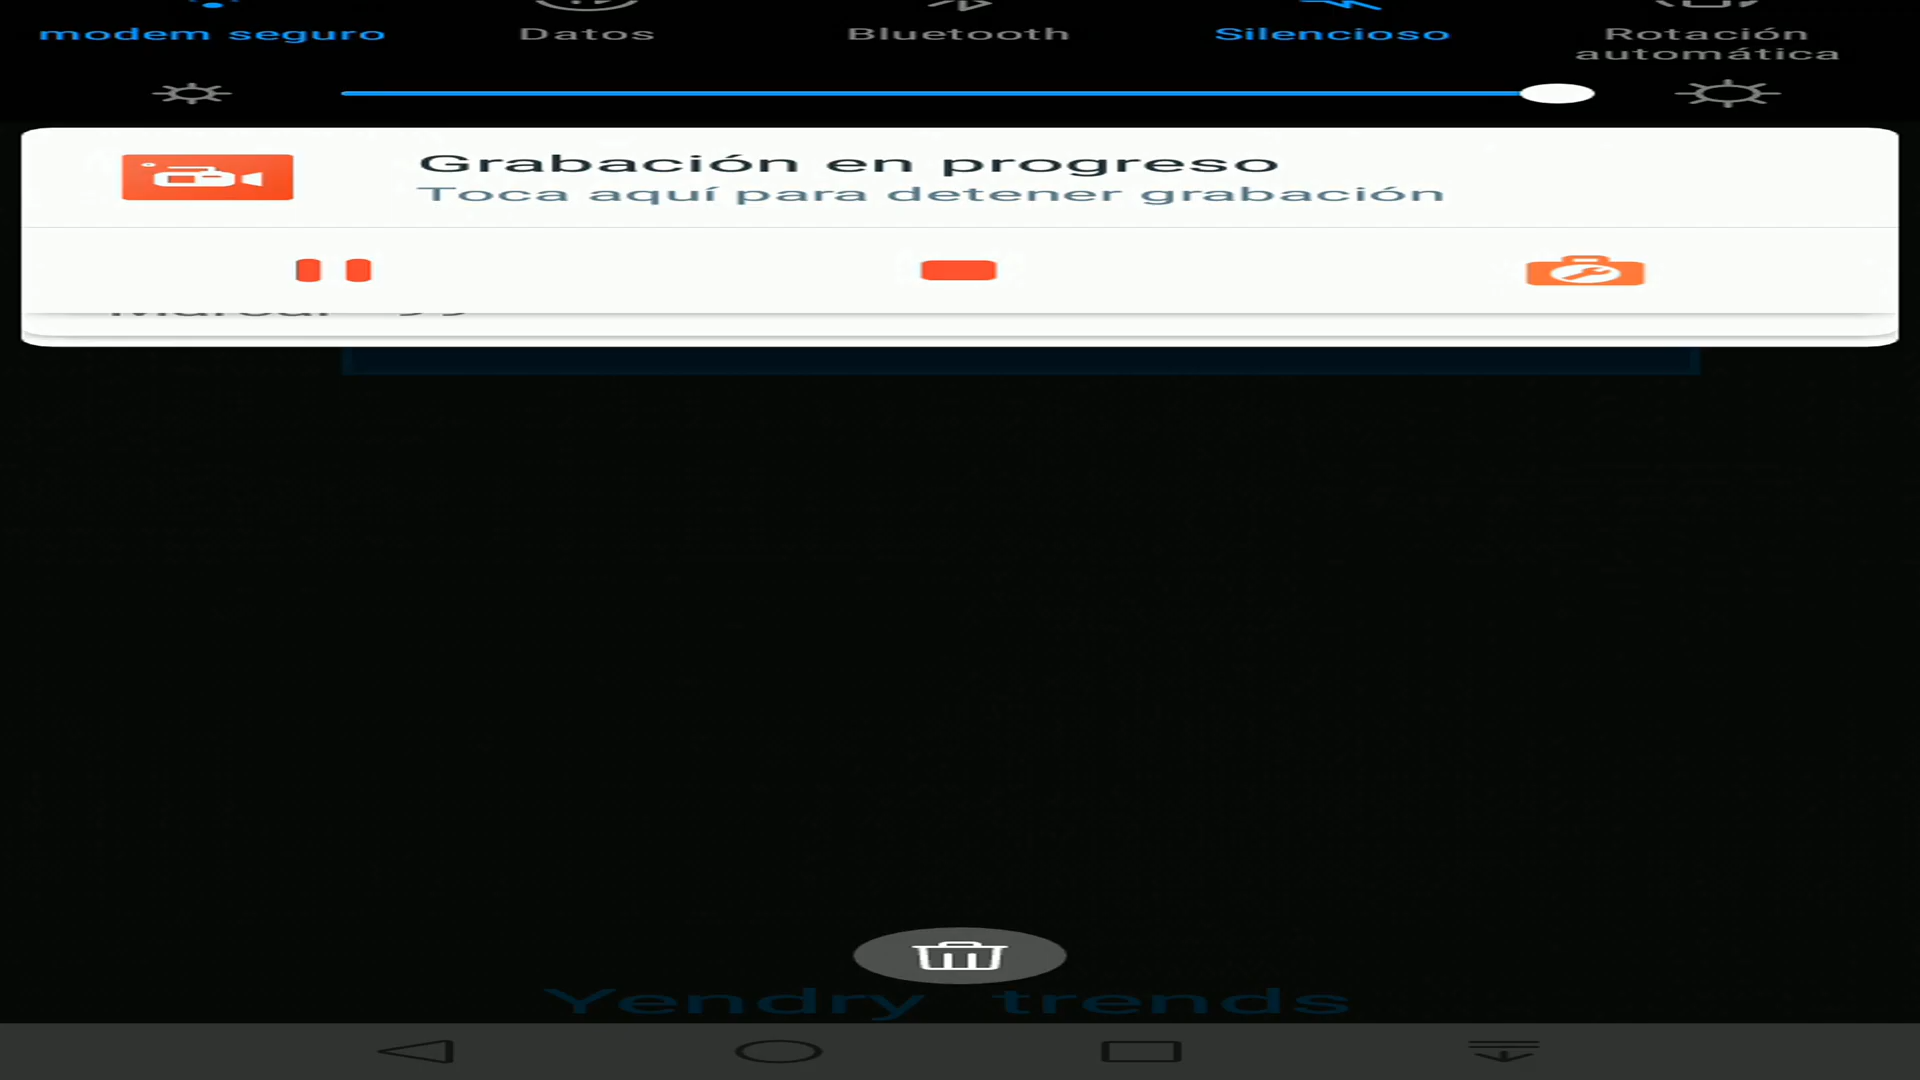 modem seguro
Datos
Bluetooth
Silencioso
Rotación
automática
Grabación en progreso
Toca aquí para detener grabación
Yendry trends